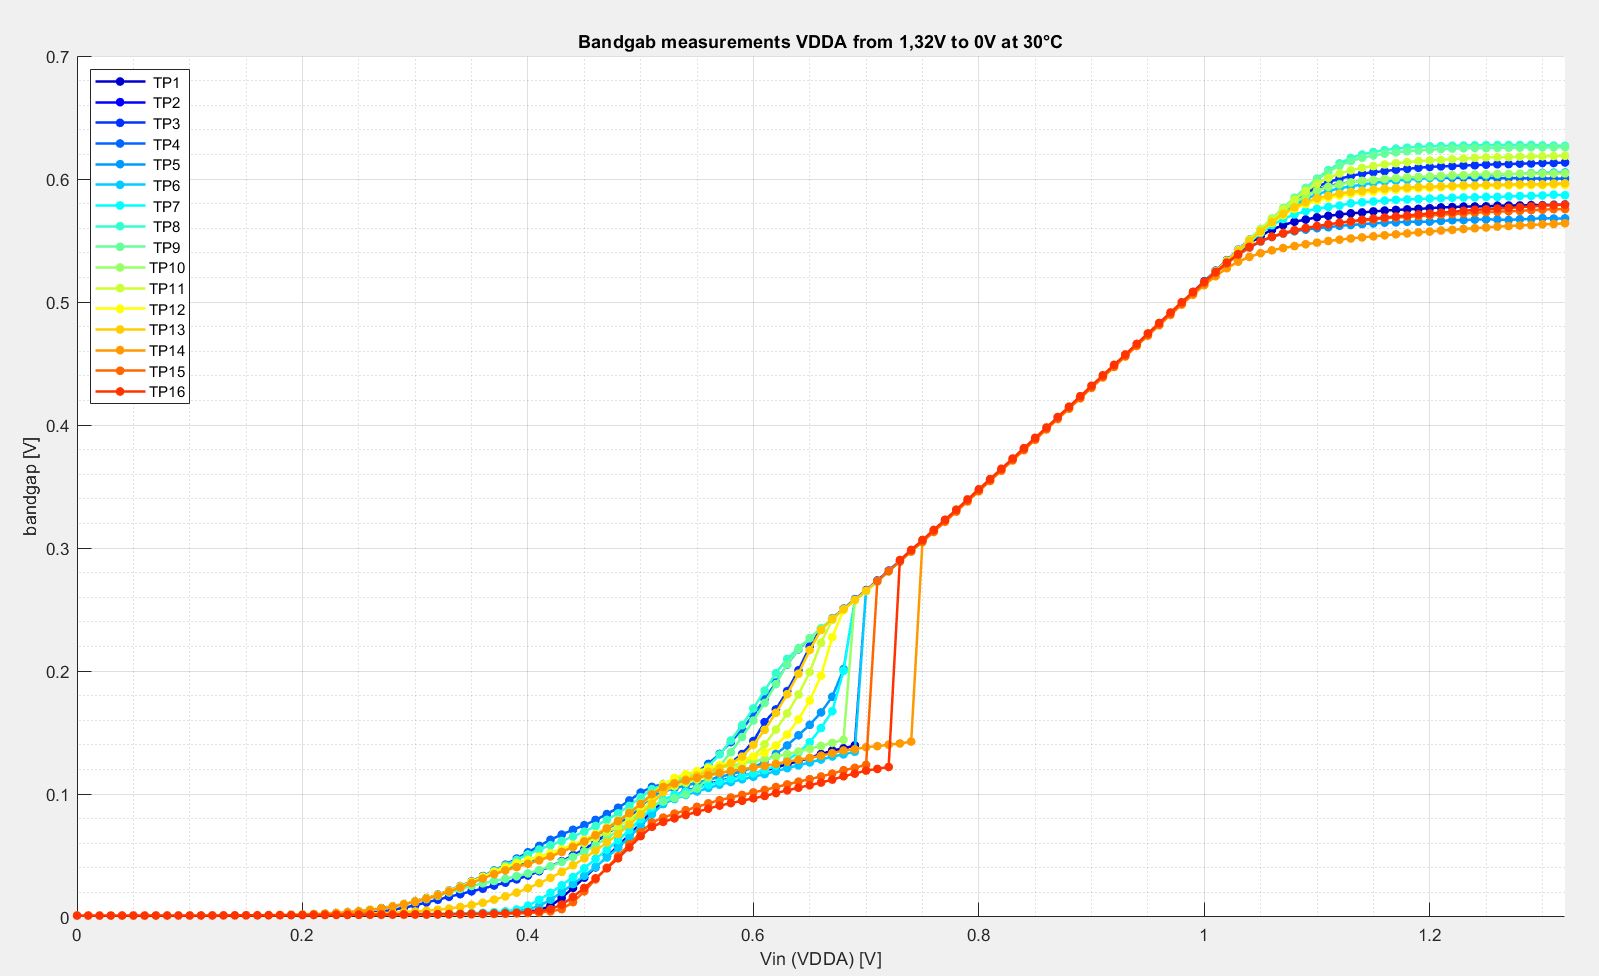 Bandgab measurements VDDA from 1,32V to 0V at 30°C
0.7
0.6
0.5
0.4
0.3
0.2
0.1
0
bandgap [V]
TP1
TP2
TP3
TP4
TP5
TP6
TP7
TP8
TP9
TP10
TP11
TP12
TP13
TP14
TP15
TP16
0 0.2 0.4 0.6 0.8 1 1.2
Vin (VDDA) [V]